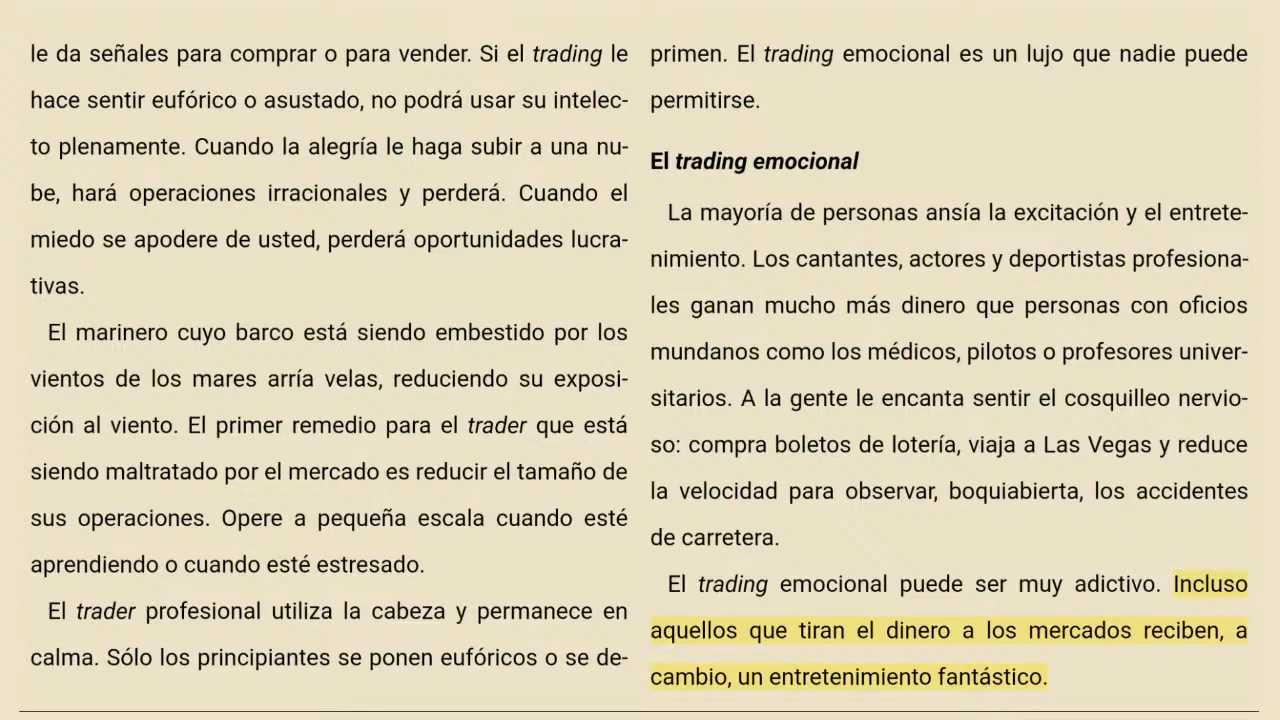 le da señales para comprar o para vender. Si el trading le
hace sentir eufórico o asustado, no podrá usar su intelec-
to plenamente. Cuando la alegría le haga subir a una nu-
be, hará operaciones irracionales y perderá. Cuando el
miedo se apodere de usted, perderá oportunidades lucra-
tivas.
El marinero cuyo barco está siendo embestido por los
vientos de los mares arría velas, reduciendo su exposi-
ción al viento. El primer remedio para el trader que está
siendo maltratado por el mercado es reducir el tamaño de
sus operaciones. Opere a pequeña escala cuando esté
aprendiendo o cuando esté estresado.
El trader profesional utiliza la cabeza y permanece en
calma. Sólo los principiantes se ponen eufóricos o se de-
primen. El trading emocional es un lujo que nadie puede
permitirse.
El trading emocional
La mayoría de personas ansía la excitación y el entrete-
nimiento. Los cantantes, actores y deportistas profesiona-
les ganan mucho más dinero que personas con oficios
mundanos como los médicos, pilotos o profesores univer-
sitarios. A la gente le encanta sentir el cosquilleo nervio-
so: compra boletos de lotería, viaja a Las Vegas y reduce
la velocidad para observar, boquiabierta, los accidentes
de carretera.
El trading emocional puede ser muy adictivo. Incluso
aquellos que tiran el dinero a los mercados reciben, a
cambio, un entretenimiento fantástico.